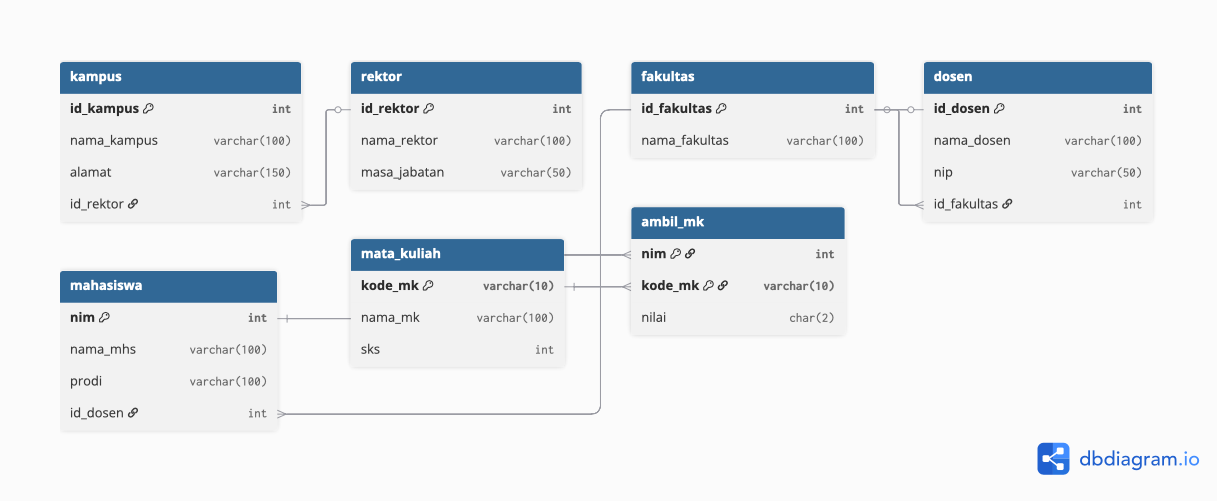 kampus
id_kampus int
nama_kampus varchar(100)
alamat varchar(150)
id_rektor int
rektor
id_rektor int
nama_rektor varchar(100)
masa_jabatan varchar(50)
fakultas
id_fakultas int
nama_fakultas varchar(100)
dosen
id_dosen int
nama_dosen varchar(100)
nip varchar(50)
id_fakultas int
mahasiswa
nim int
nama_mhs varchar(100)
prodi varchar(100)
id_dosen int
mata_kuliah
kode_mk varchar(10)
nama_mk varchar(100)
sks int
ambil_mk
nim int
kode_mk varchar(10)
nilai char(2)
dbdiagram.io